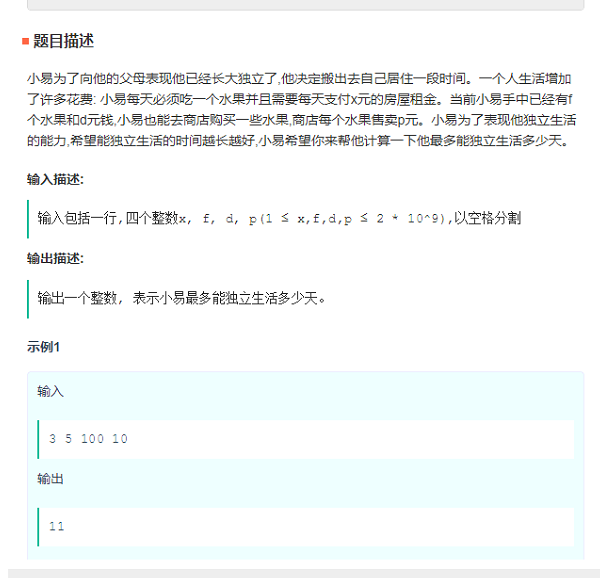 题目描述
小易为了向他的父母表现他已经长大独立了,他决定搬出去自己居住一段时间。一个人生活增加
了许多花费: 小易每天必须吃一个水果并且需要每天支付x元的房屋租金。当前小易手中已经有f
个水果和d元钱,小易也能去商店购买一些水果,商店每个水果售卖p元。小易为了表现他独立生活
的能力,希望能独立生活的时间越长越好,小易希望你来帮他计算一下他最多能独立生活多少天。
输入描述:
输入包括一行,四个整数x, f, d, p(1 ≤ x,f,d,p ≤ 2 * 10^9),以空格分割
输出描述:
输出一个整数, 表示小易最多能独立生活多少天。
示例1
输入
3 5 100 10
输出
11